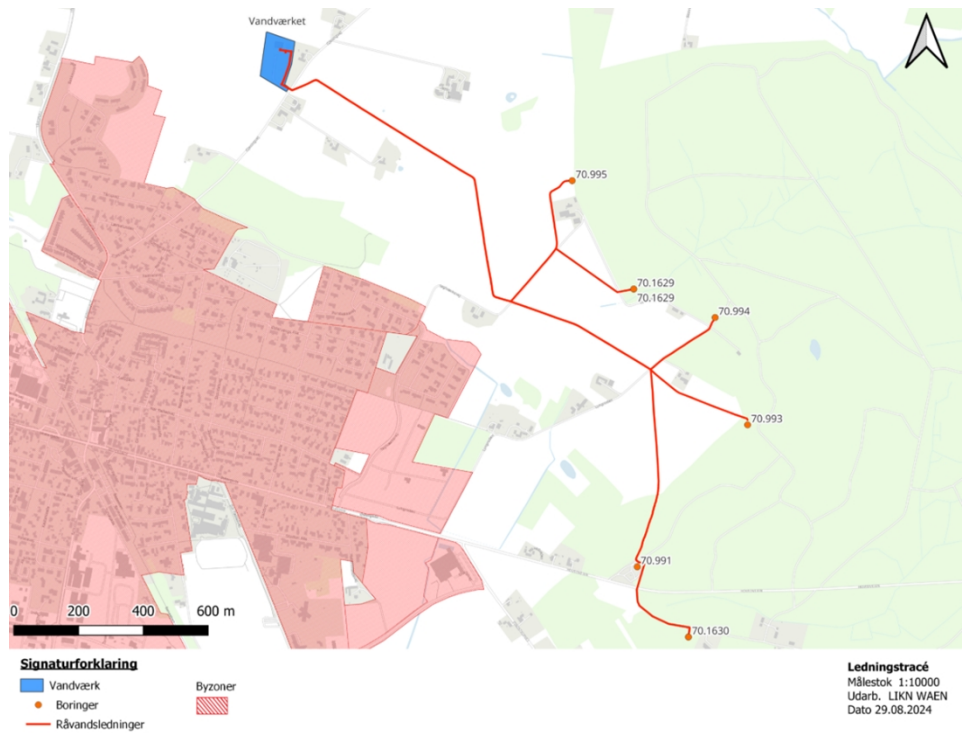 Vandværket
70.995
70.1629
70.1629
70.994
70.993
70.991
70.1630
0 200 400 600 m
Signaturforklaring
Vandværk
Boringer
Råvandsledninger
Byzoner
Ledningstracé
Målestok 1:10000
Udarb. LIKN WAEN
Dato 29.08.2024